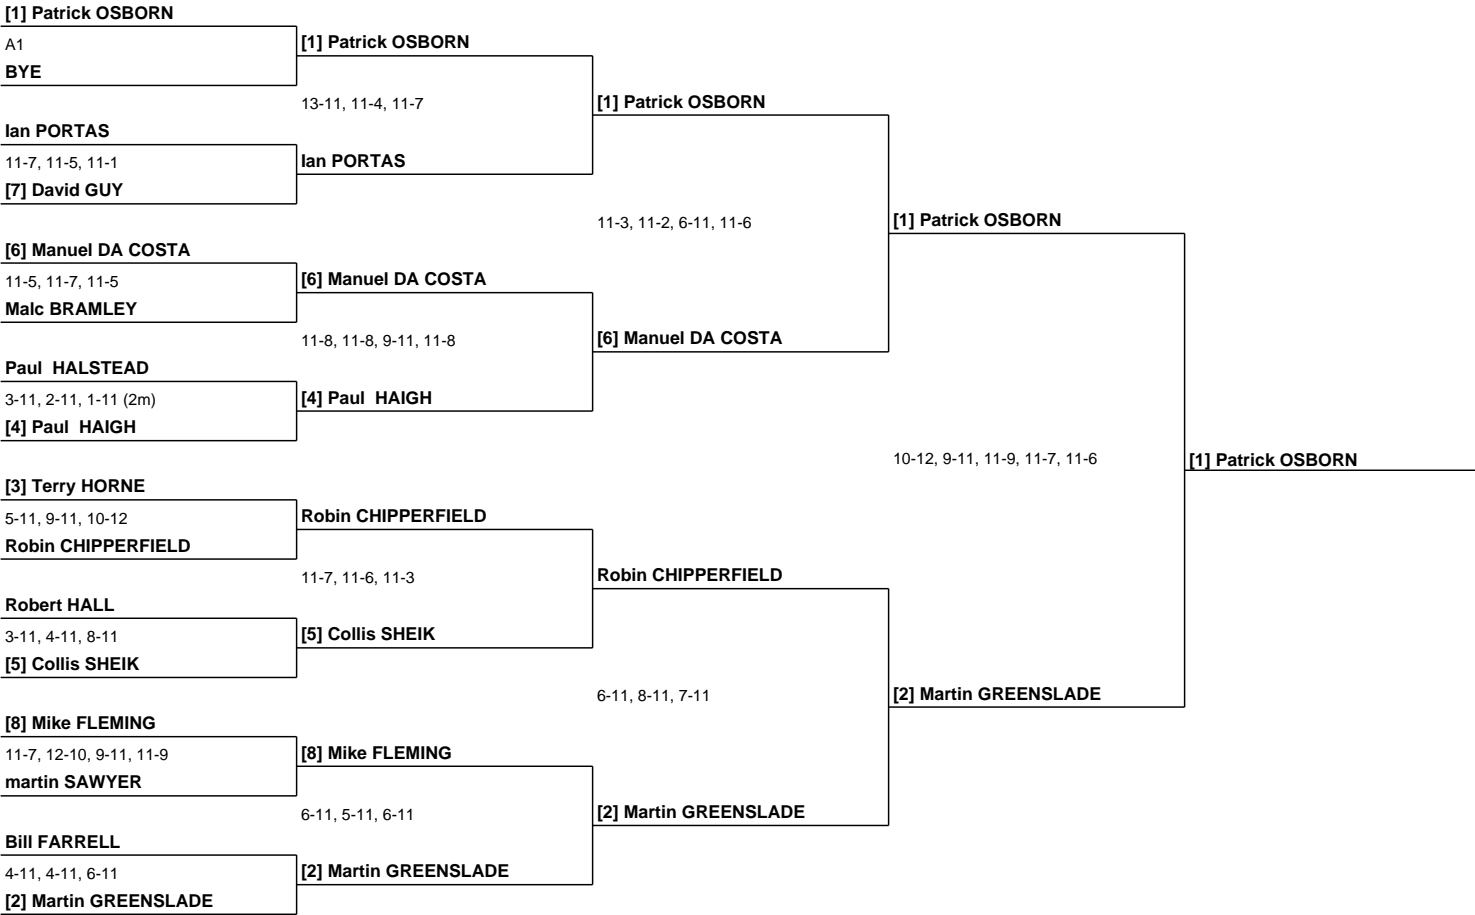 [1] Patrick OSBORN
A1
BYE
Ian PORTAS
11-7, 11-5, 11-1
[7] David GUY
[6] Manuel DA COSTA
11-5, 11-7, 11-5
Malc BRAMLEY
Paul  HALSTEAD
3-11, 2-11, 1-11 (2m)
[4] Paul  HAIGH
[3] Terry HORNE
5-11, 9-11, 10-12
Robin CHIPPERFIELD
Robert HALL
3-11, 4-11, 8-11
[5] Collis SHEIK
[8] Mike FLEMING
11-7, 12-10, 9-11, 11-9
martin SAWYER
Bill FARRELL
4-11, 4-11, 6-11
[2] Martin GREENSLADE
[1] Patrick OSBORN
13-11, 11-4, 11-7
Ian PORTAS
[6] Manuel DA COSTA
11-8, 11-8, 9-11, 11-8
[4] Paul  HAIGH
Robin CHIPPERFIELD
11-7, 11-6, 11-3
[5] Collis SHEIK
[8] Mike FLEMING
6-11, 5-11, 6-11
[2] Martin GREENSLADE
[1] Patrick OSBORN
11-3, 11-2, 6-11, 11-6
[6] Manuel DA COSTA
Robin CHIPPERFIELD
6-11, 8-11, 7-11
[2] Martin GREENSLADE
[1] Patrick OSBORN
10-12, 9-11, 11-9, 11-7, 11-6
[2] Martin GREENSLADE
[1] Patrick OSBORN